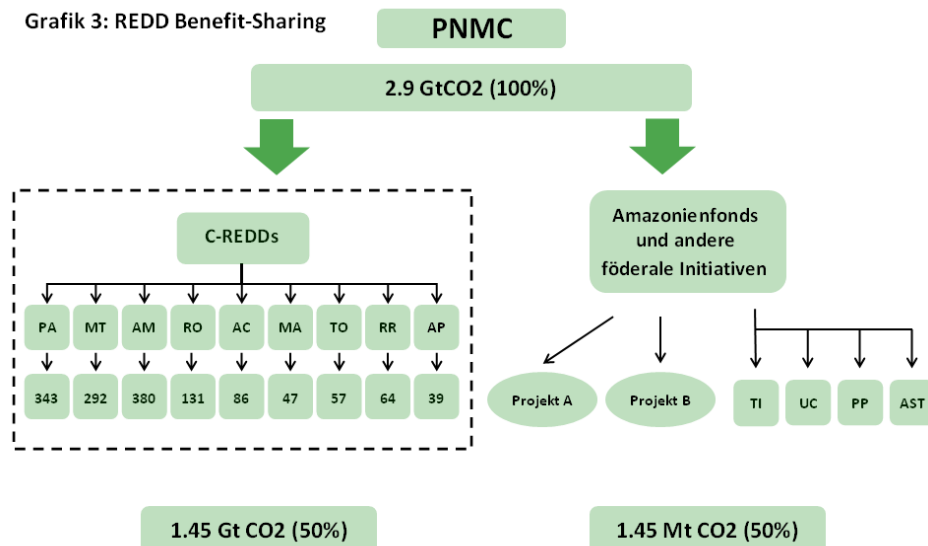 Grafik 3: REDD Benefit-Sharing
PNMC
2.9 GtCO2 (100%)
C-REDDs
Amazonienfonds
und andere
föderale Initiativen
PA MT AM RO AC MA TO RR AP
343 292 380 131 86 47 57 64 39
Projekt A Projekt B TI UC PP AST
1.45 Gt CO2 (50%)
1.45 Mt CO2 (50%)